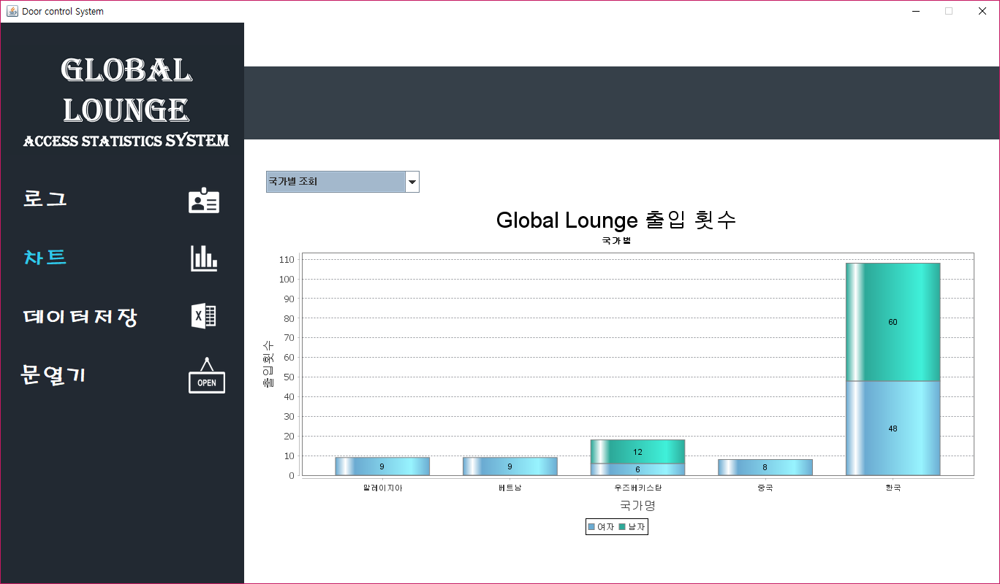 Door control System
GLOBAL
LOUNGE
ACCESS STATISTICS SYSTEM
로그
차트
데이터저장
문열기
OPEN
국가별 조회
Global Lounge 출입 횟수
국가별
출입횟수
110
100
90
80
70
60
50
40
30
20
10
0
60
48
12
6
9
9
8
말레이지아 베트남 우즈베키스탄 중국 한국
국가명
여자 남자